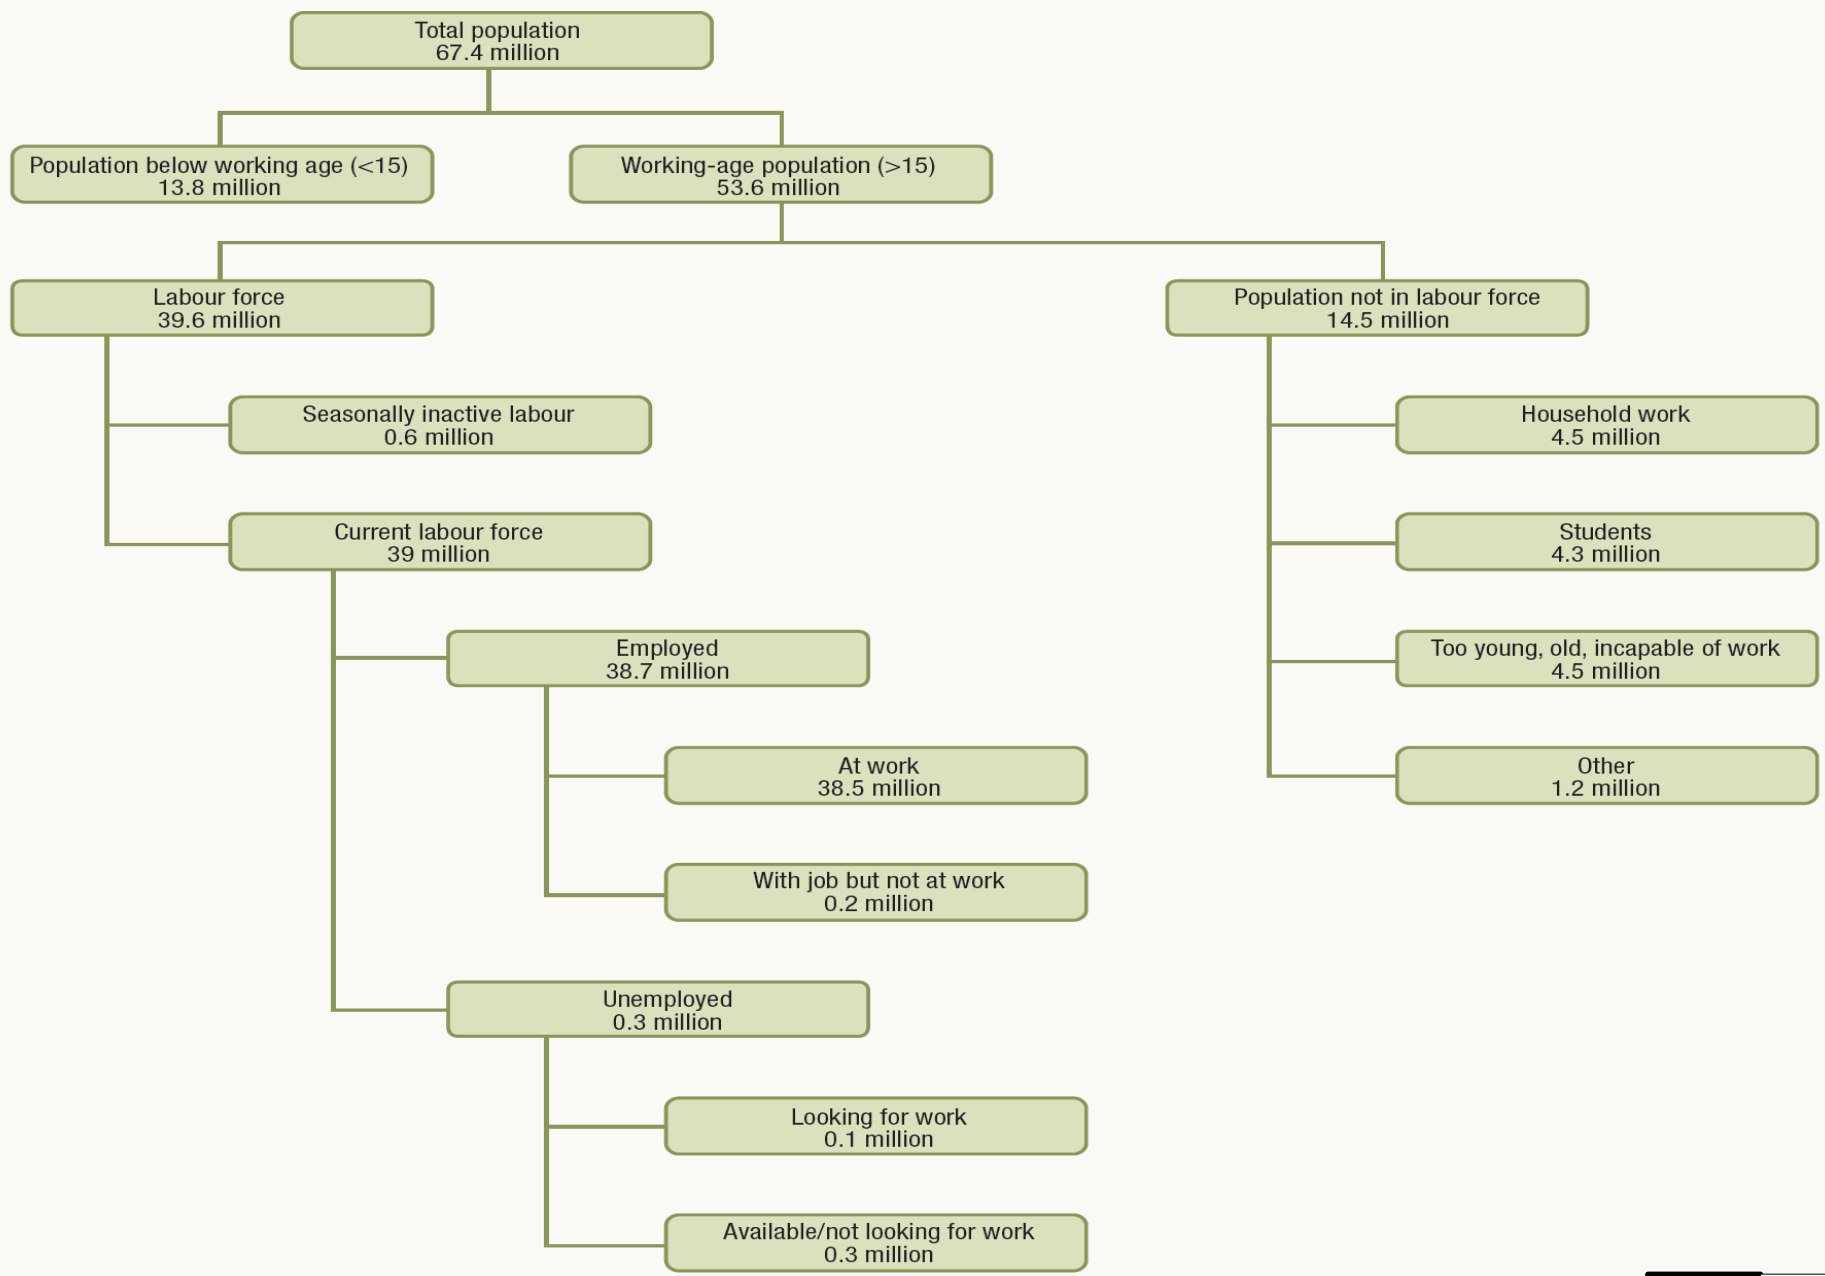 Total population
67.4 million
Population below working age (<15)
13.8 million
Working-age population (>15)
53.6 million
Labour force
39.6 million
Population not in labour force
14.5 million
Seasonally inactive labour
0.6 million
Household work
4.5 million
Current labour force
39 million
Students
4.3 million
Employed
38.7 million
Too young, old, incapable of work
4.5 million
At work
38.5 million
Other
1.2 million
With job but not at work
0.2 million
Unemployed
0.3 million
Looking for work
0.1 million
Available/not looking for work
0.3 million